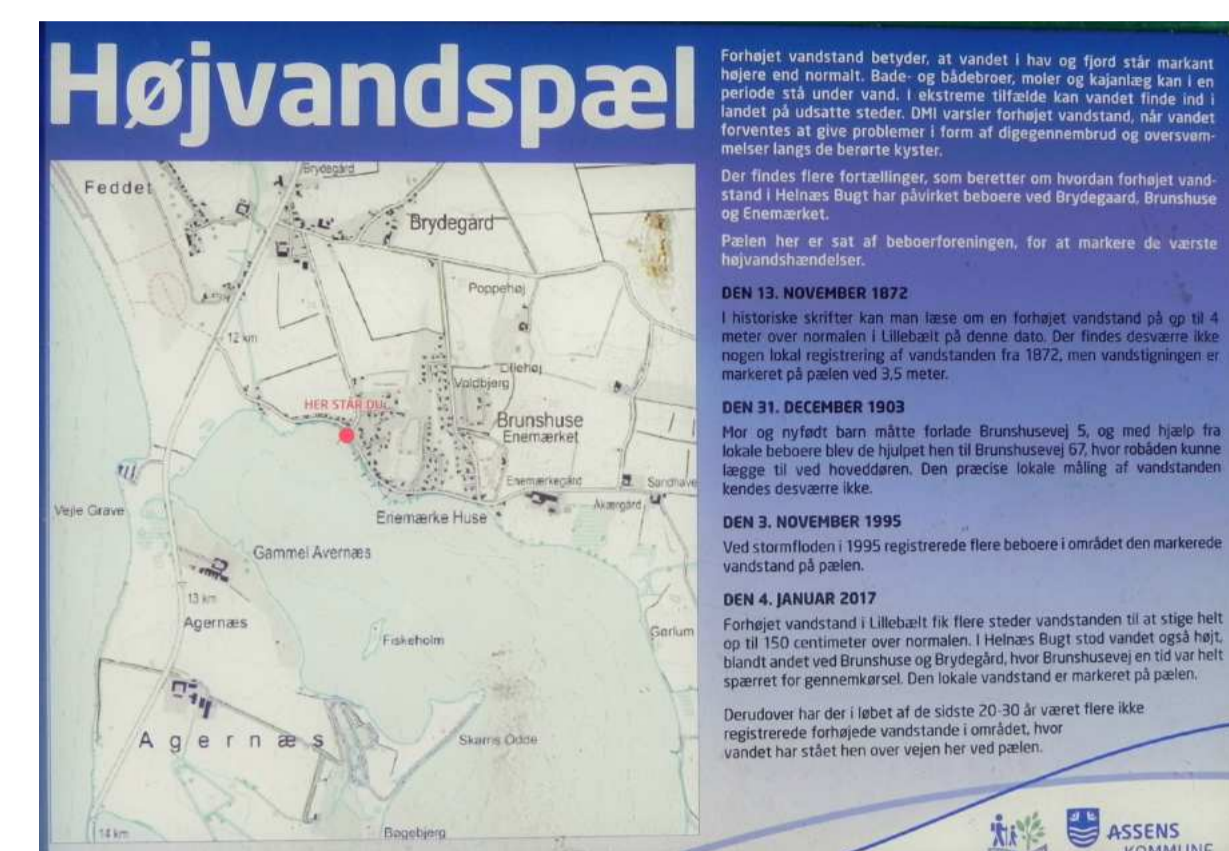 Højvandspæl
Forhøjet vandstand betyder, at vandet i hav og fjord står markant
højere end normalt. Bade- og bådebroer, moler og kajanlæg kan i en
periode stå under vand. I ekstreme tilfælde kan vandet finde ind i
landet på udsatte steder. DMI varsler forhøjet vandstand, når vandet
forventes at give problemer i form af digegennembrud og oversvøm-
melser langs de berørte kyster.
Der findes flere fortællinger, som beretter om hvordan forhøjet vand-
stand i Helnæs Bugt har påvirket beboere ved Brydegaard, Brunshuse
og Enemærket.
Pælen her er sat af beboerforeningen, for at markere de værste
højvandshændelser.
DEN 13. NOVEMBER 1872
I historiske skrifter kan man læse om en forhøjet vandstand på op til 4
meter over normalen i Lillebælt på denne dato. Der findes desværre ikke
nogen lokal registrering af vandstanden fra 1872, men vandstigningen er
markeret på pælen ved 3,5 meter.
DEN 31. DECEMBER 1903
Mor og nyfødt barn måtte forlade Brunshusevej 5, og med hjælp fra
lokale beboere blev de hjulpet hen til Brunshusevej 67, hvor robåden kunne
lægge til ved hoveddøren. Den præcise lokale måling af vandstanden
kendes desværre ikke.
DEN 3. NOVEMBER 1995
Ved stormfloden i 1995 registrerede flere beboere i området den markerede
vandstand på pælen.
DEN 4. JANUAR 2017
Forhøjet vandstand i Lillebælt fik flere steder vandstanden til at stige helt
op til 150 centimeter over normalen. I Helnæs Bugt stod vandet også højt,
blandt andet ved Brunshuse og Brydegård, hvor Brunshusevej en tid var helt
spærret for gennemkørsel. Den lokale vandstand er markeret på pælen.
Derudover har der i løbet af de sidste 20-30 år været flere ikke
registrerede forhøjede vandstande i området, hvor
vandet har stået hen over vejen her ved pælen.
ASSENS
KOMMUNE
Brydegård
Feddet
Brydegård
Poppehøj
12 km
Ellehøj
Voldbjerg
HER STÅR DU
Brunshuse
Enemærket
Enemærkegård
Sandhave
Akærgård
Vejle Grave
Enemærke Huse
Gammel Avernæs
13 km
Agernæs
Fiskeholm
Gørlum
Agernæs
Skarris Odde
Bøgebjerg
14 km